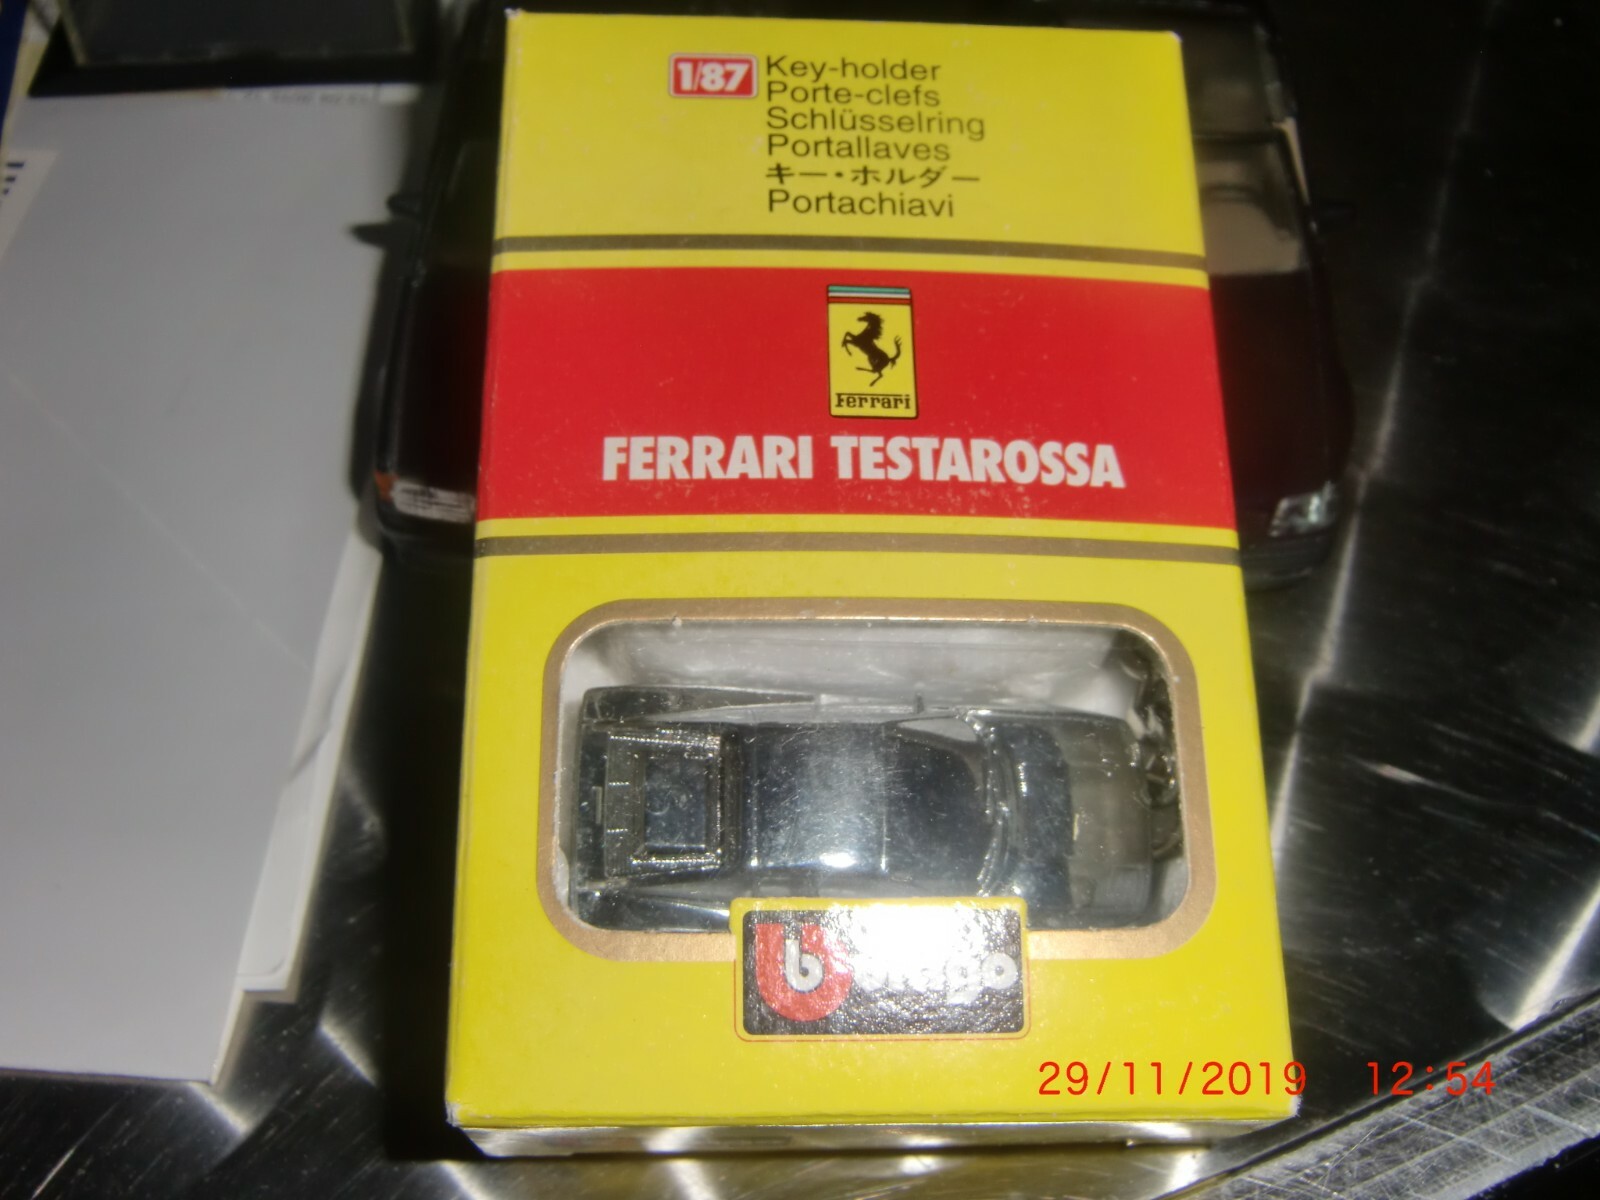 1/87
Key-holder
Porte-clefs
Schlüsselring
Portallaves
キー・ホルダー
Portachiavi
Ferrari
FERRARI TESTAROSSA
b
29/11/2019 12:54